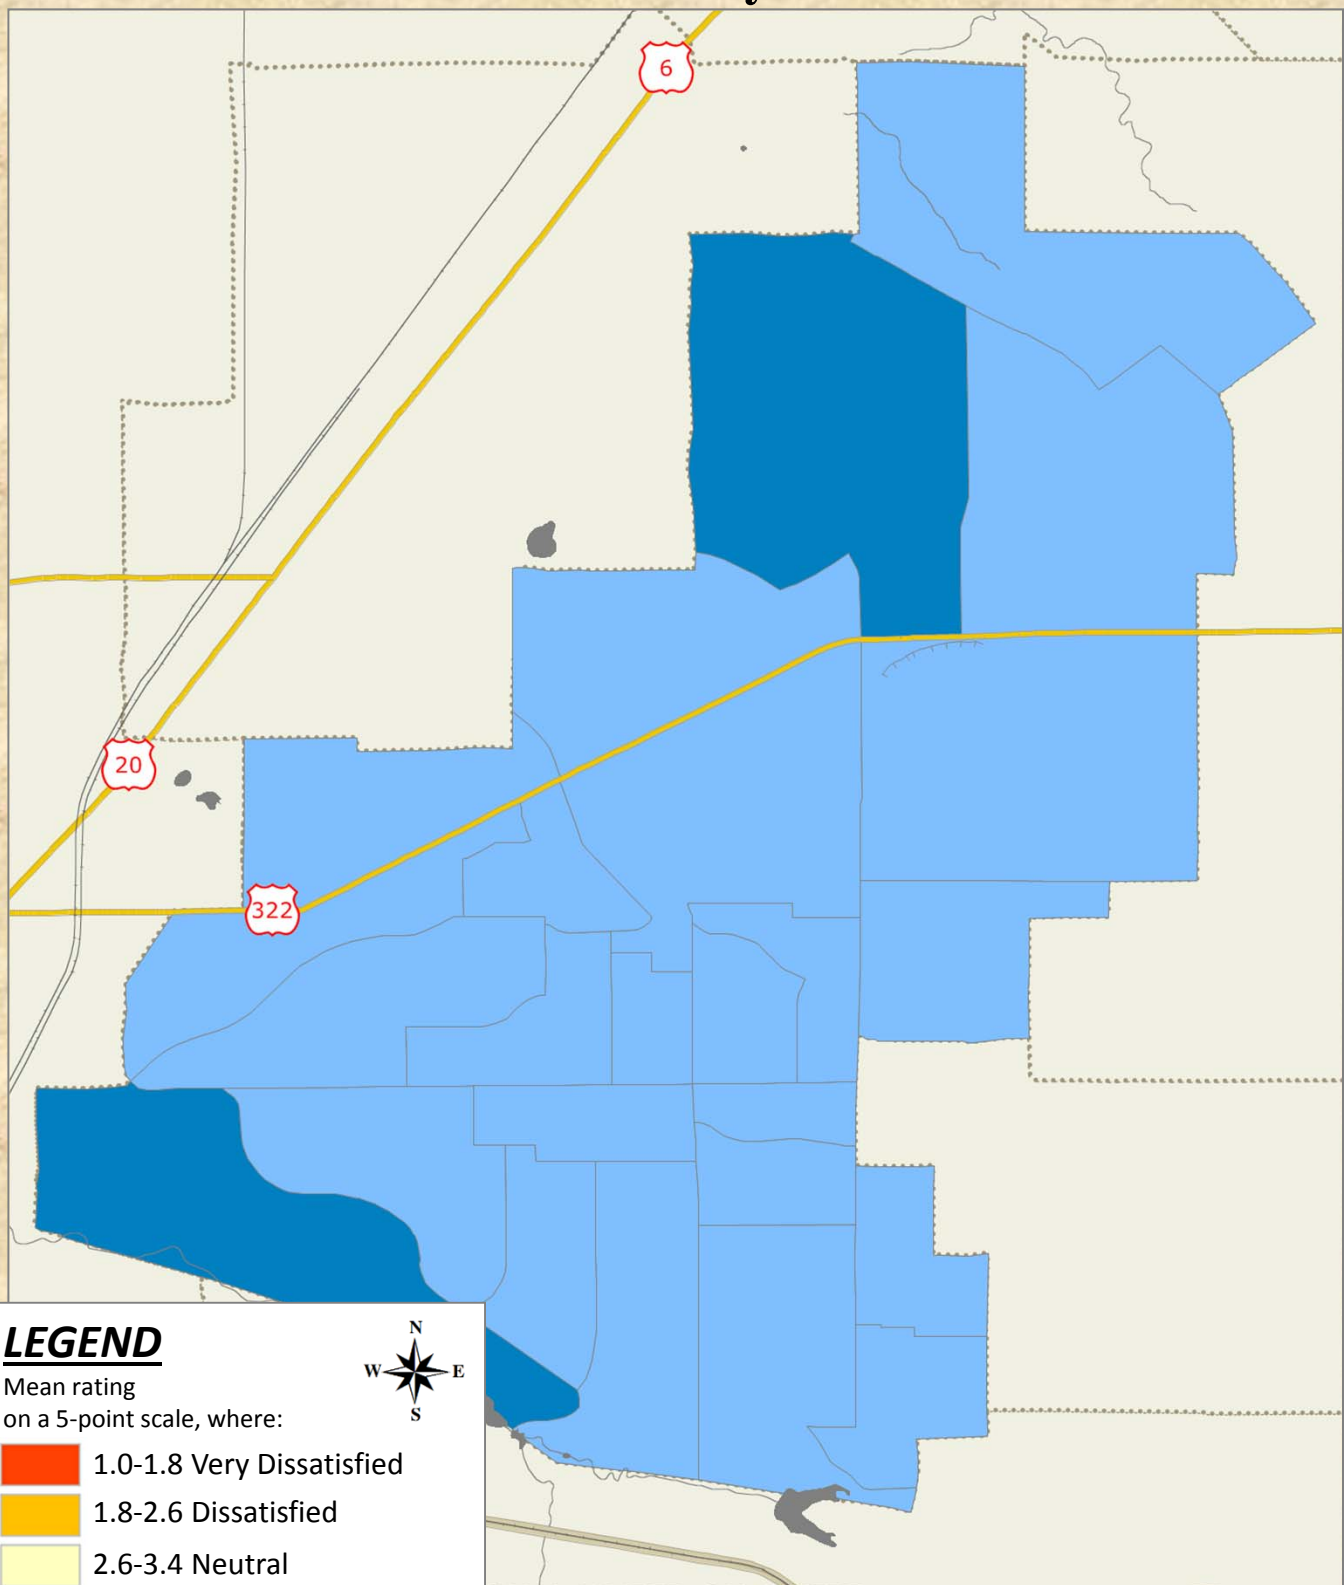 6
20
322
LEGEND
N
W E
S
Mean rating
on a 5-point scale, where:
1.0-1.8 Very Dissatisfied
1.8-2.6 Dissatisfied
2.6-3.4 Neutral